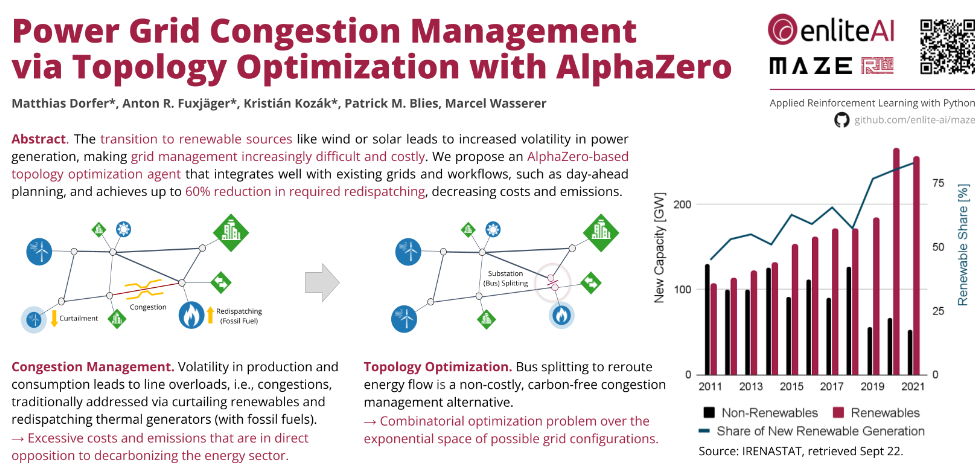 Power Grid Congestion Management
via Topology Optimization with AlphaZero
Matthias Dorfer*, Anton R. Fuxjäger*, Kristián Kozák*, Patrick M. Blies, Marcel Wasserer
enliteAI
MAZE RL
Applied Reinforcement Learning with Python
github.com/enlite-ai/maze
Abstract. The transition to renewable sources like wind or solar leads to increased volatility in power
generation, making grid management increasingly difficult and costly. We propose an AlphaZero-based
topology optimization agent that integrates well with existing grids and workflows, such as day-ahead
planning, and achieves up to 60% reduction in required redispatching, decreasing costs and emissions.
Curtailment
Congestion
Redispatching
(Fossil Fuel)
Substation
(Bus) Splitting
Congestion Management. Volatility in production and
consumption leads to line overloads, i.e., congestions,
traditionally addressed via curtailing renewables and
redispatching thermal generators (with fossil fuels).
→ Excessive costs and emissions that are in direct
opposition to decarbonizing the energy sector.
Topology Optimization. Bus splitting to reroute
energy flow is a non-costly, carbon-free congestion
management alternative.
→ Combinatorial optimization problem over the
exponential space of possible grid configurations.
New Capacity [GW]
200
100
0
75
50
25
0
Renewable Share [%]
2011 2013 2015 2017 2019 2021
Non-Renewables Renewables
Share of New Renewable Generation
Source: IRENASTAT, retrieved Sept 22.